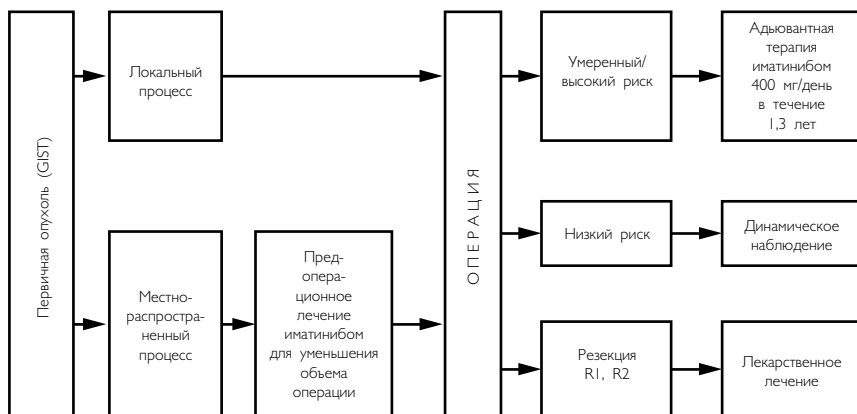 Первичная опухоль (GIST)
Локальный
процесс
Местно-
распростра-
ненный
процесс
Пред-
опера-
ционное
лечение
иматинибом
для уменьшения
объема
операции
ОПЕРАЦИЯ
Умеренный/
высокий риск
Адъювантная
терапия
иматинибом
400 мг/день
в течение
1,3 лет
Низкий риск
Динамическое
наблюдение
Резекция
R1, R2
Лекарственное
лечение